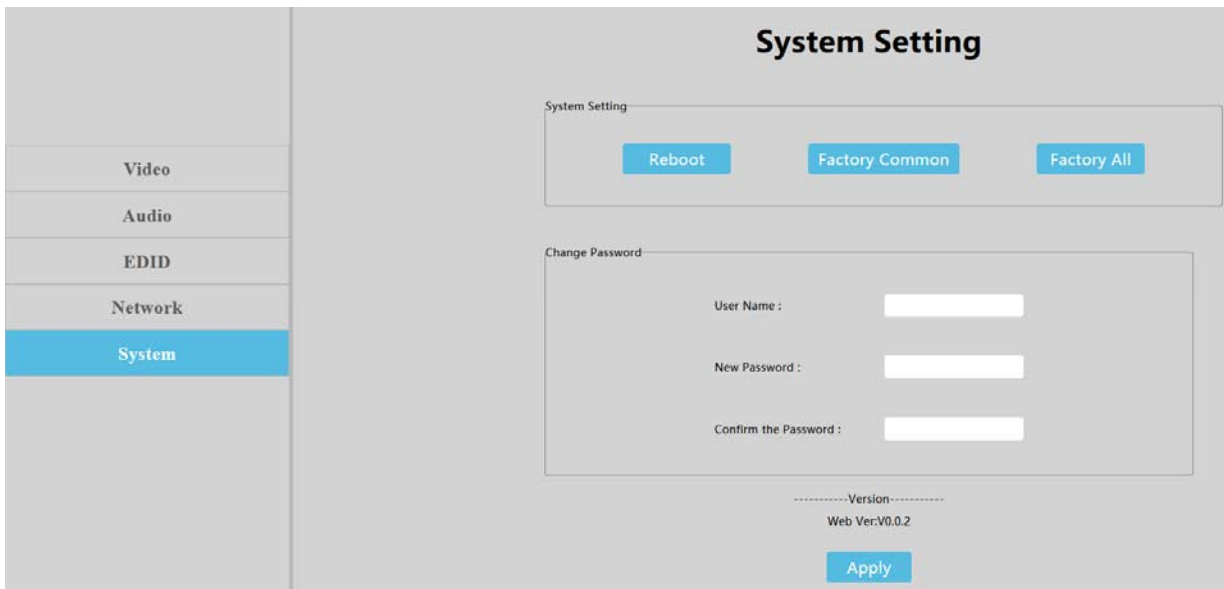 System Setting
System Setting
Reboot Factory Common Factory All
Video
Audio
EDID
Network
System
Change Password
User Name :
New Password :
Confirm the Password :
-----------Version-----------
Web Ver:V0.0.2
Apply